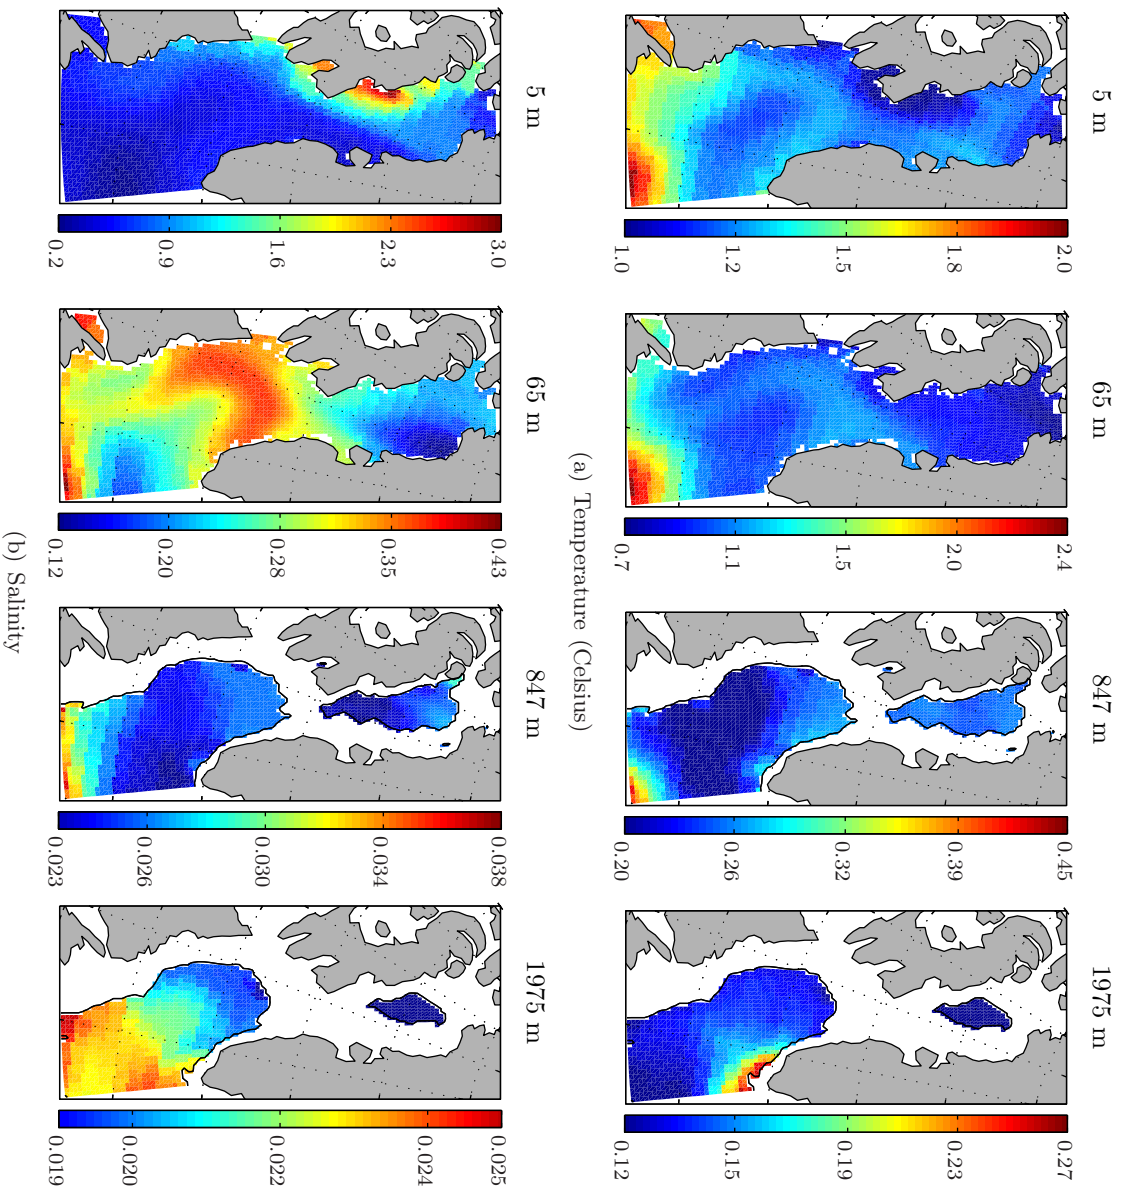 5 m 65 m 847 m 1975 m
2.0 2.4 0.45 0.27
1.8 2.0 0.39 0.23
1.5 1.5 0.32 0.19
1.2 1.1 0.26 0.15
1.0 0.7 0.20 0.12
(a) Temperature (Celsius)
5 m 65 m 847 m 1975 m
3.0 0.43 0.038 0.025
2.3 0.35 0.034 0.024
1.6 0.28 0.030 0.022
0.9 0.20 0.026 0.020
0.2 0.12 0.023 0.019
(b) Salinity